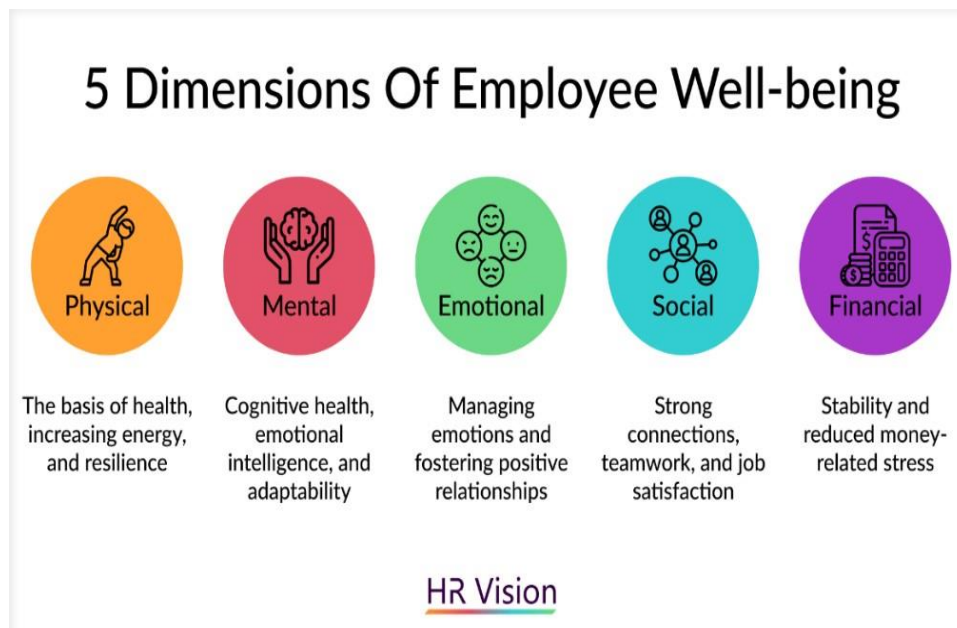 5 Dimensions Of Employee Well-being
Physical
The basis of health,
increasing energy,
and resilience
Mental
Cognitive health,
emotional
intelligence, and
adaptability
Emotional
Managing
emotions and
fostering positive
relationships
Social
Strong
connections,
teamwork, and job
satisfaction
Financial
Stability and
reduced money-
related stress
HR Vision